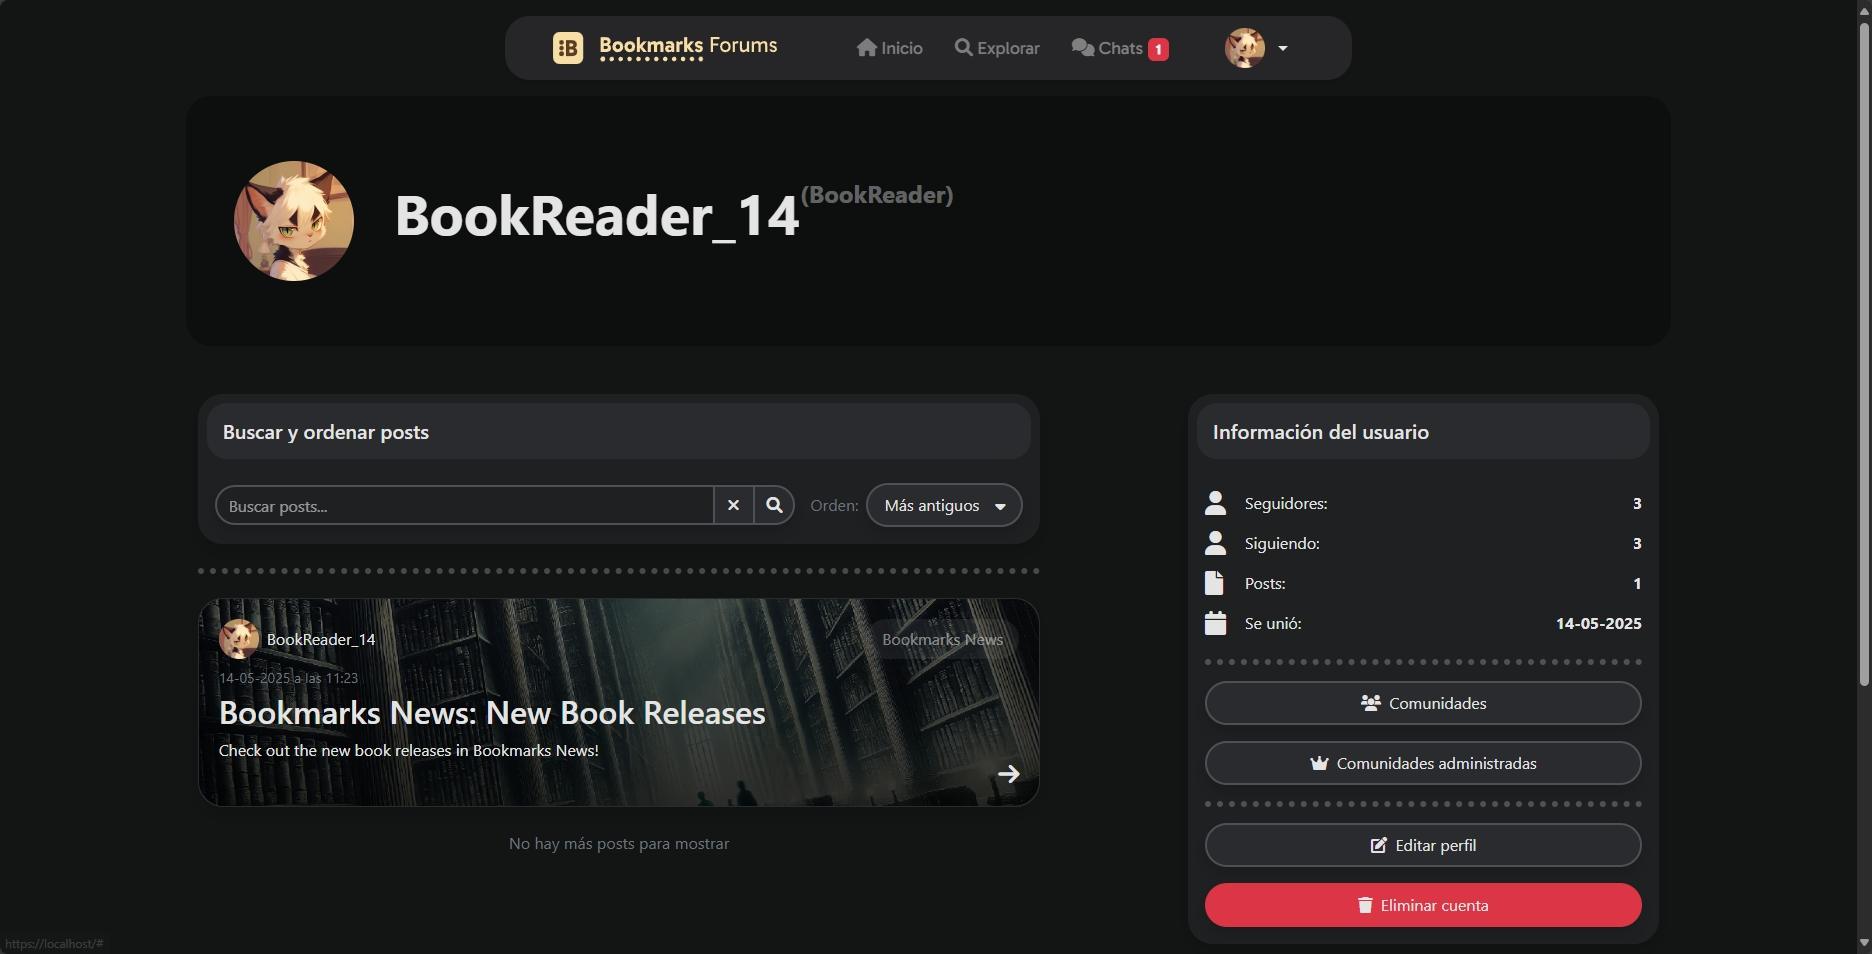 B Bookmarks Forums
Inicio
Explorar
Chats 1
BookReader_14 (BookReader)
Buscar y ordenar posts
Buscar posts...
Orden: Más antiguos
BookReader_14
Bookmarks News
14-05-2025 a las 11:23
Bookmarks News: New Book Releases
Check out the new book releases in Bookmarks News!
No hay más posts para mostrar
Información del usuario
Seguidores: 3
Siguiendo: 3
Posts: 1
Se unió: 14-05-2025
Comunidades
Comunidades administradas
Editar perfil
Eliminar cuenta
https://localhost/#